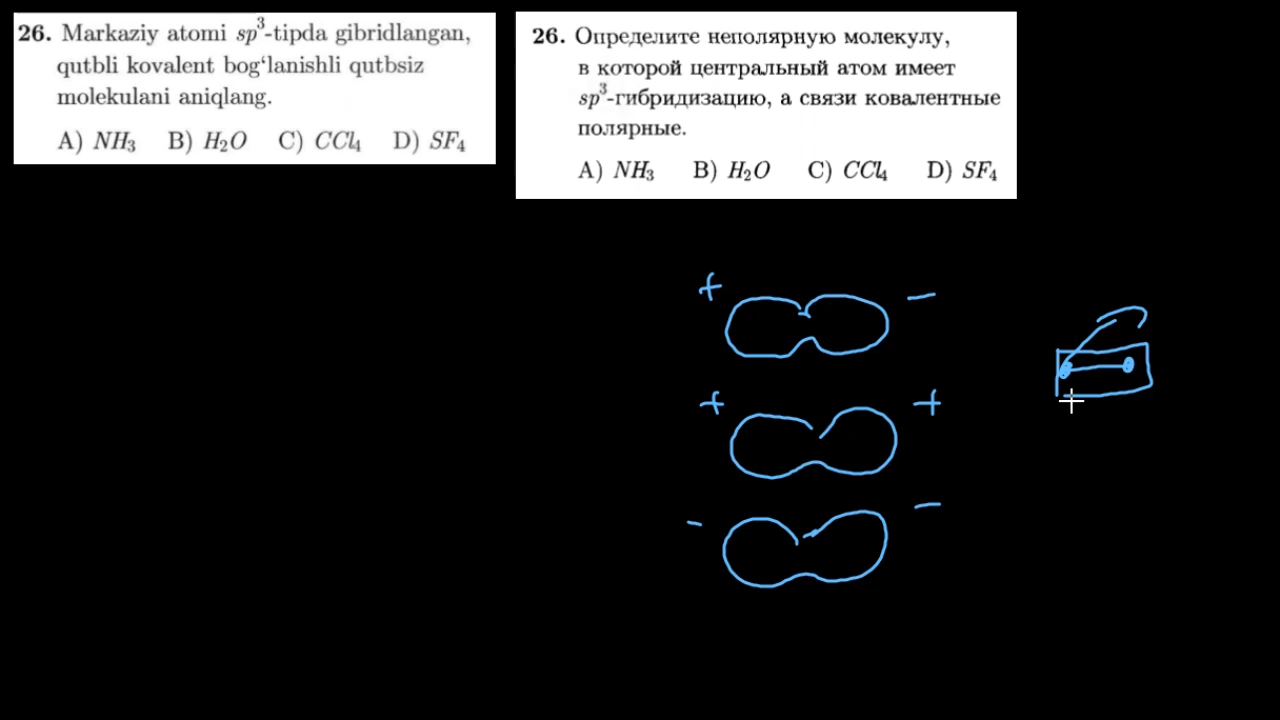 26. Markaziy atomi sp³-tipda gibridlangan,
qutbli kovalent bog‘lanishli qutbsiz
molekulani aniqlang.
A) NH₃ B) H₂O C) CCl₄ D) SF₄
26. Определите неполярную молекулу,
в которой центральный атом имеет
sp³-гибридизацию, а связи ковалентные
полярные.
A) NH₃ B) H₂O C) CCl₄ D) SF₄
+ −
+ +
- −